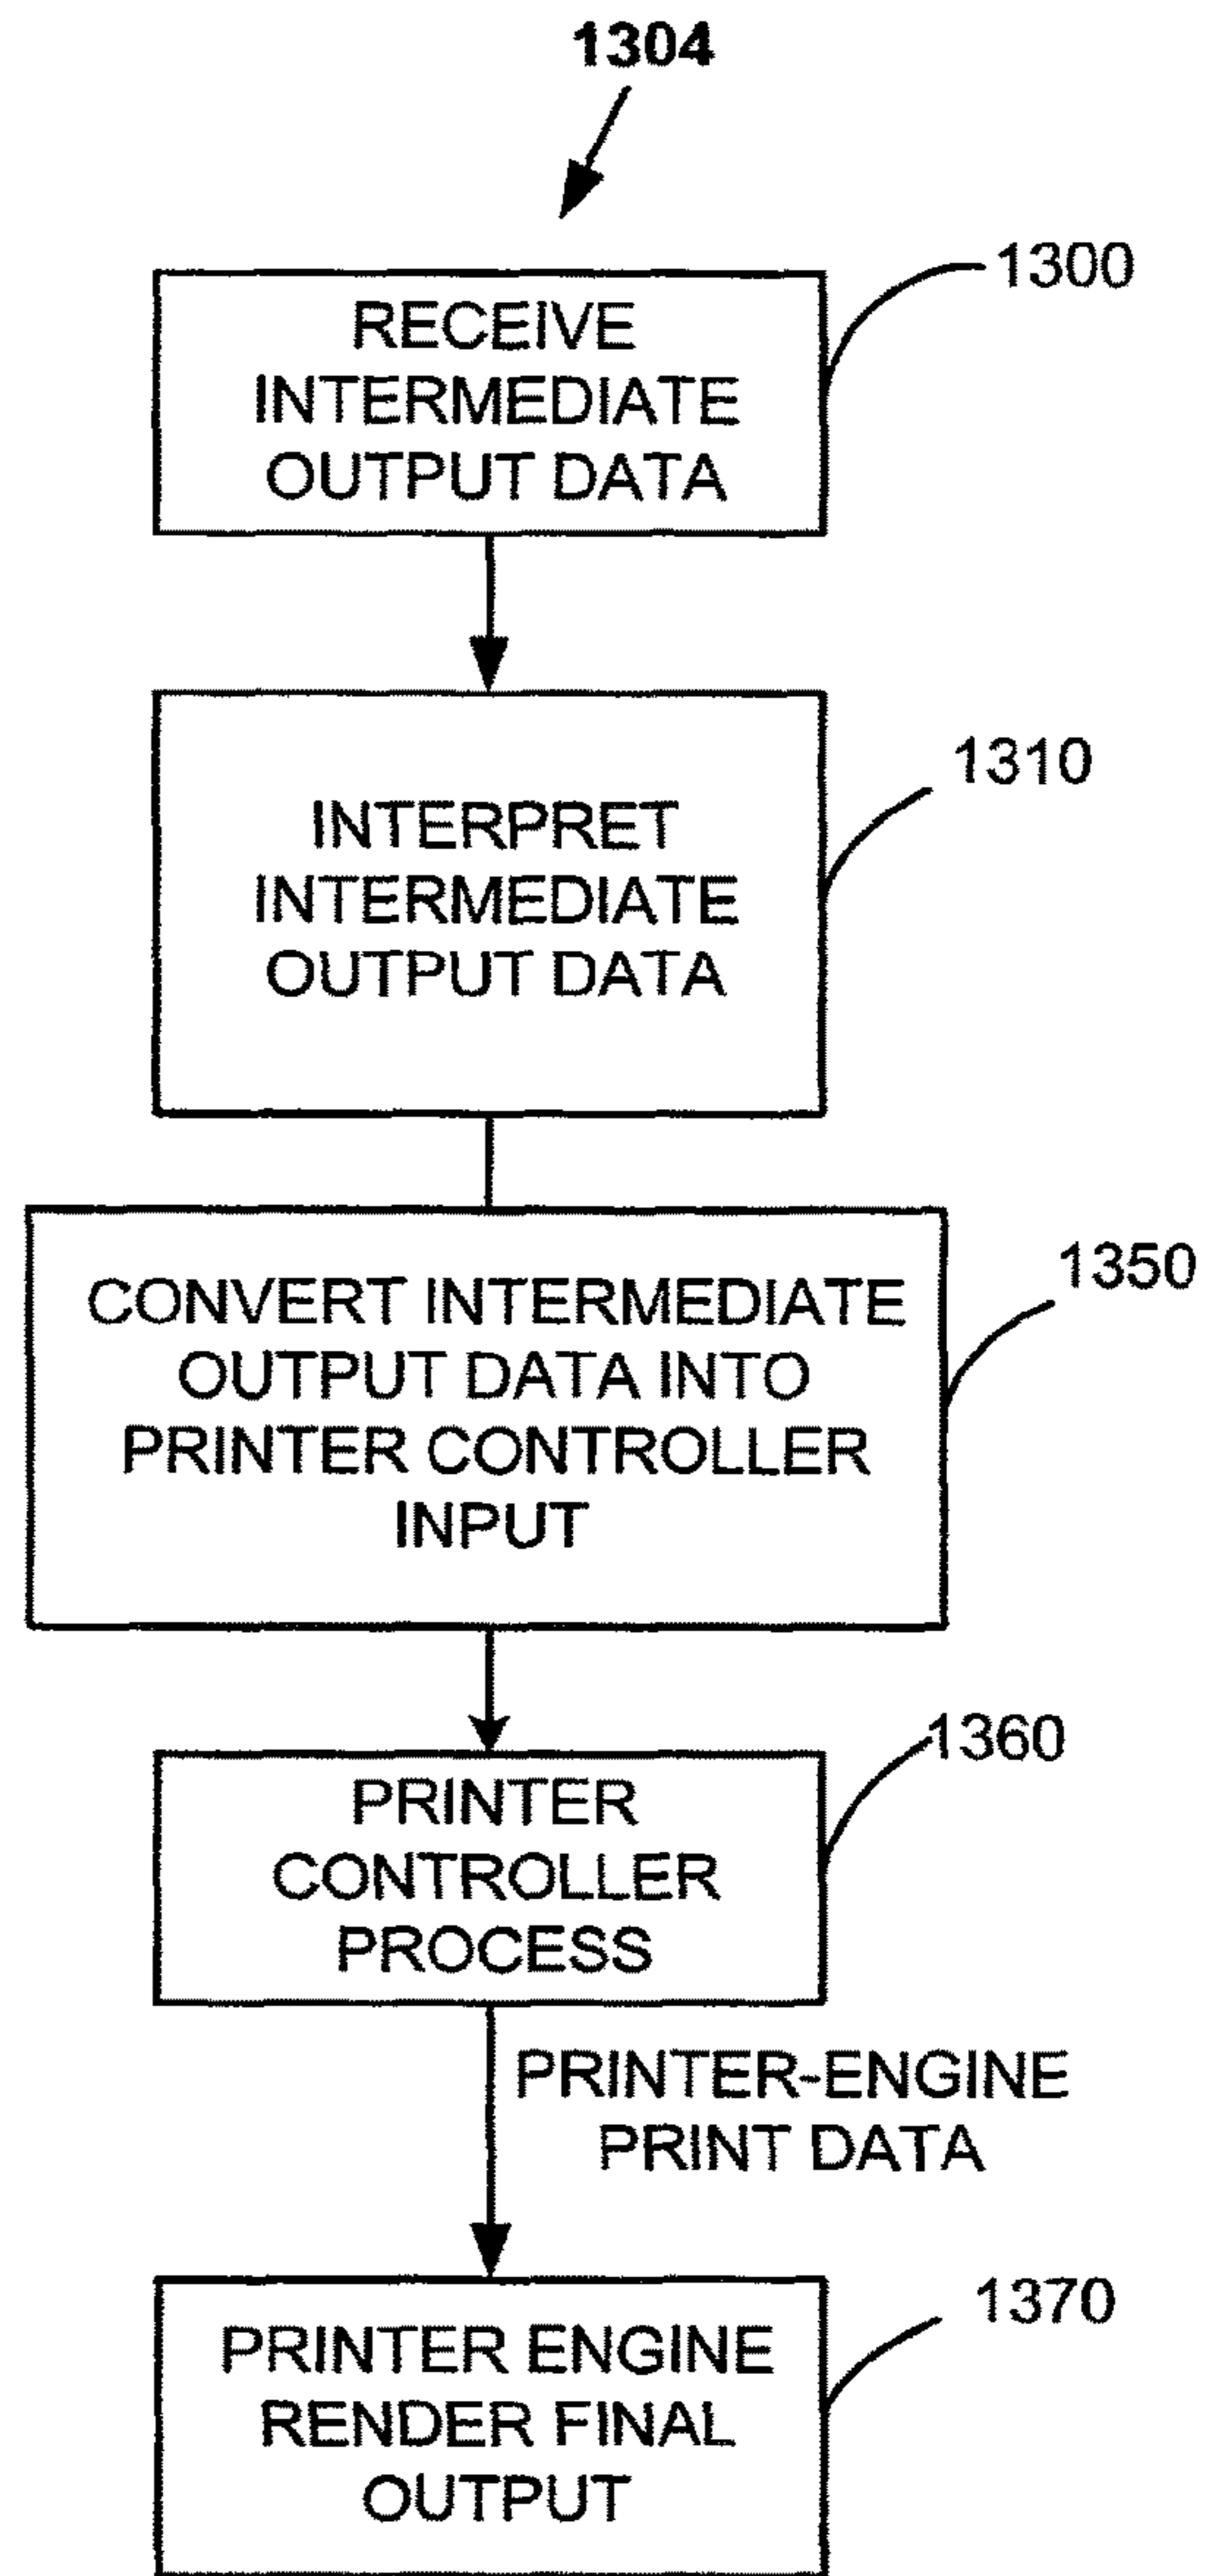 1304
1300
RECEIVE
INTERMEDIATE
OUTPUT DATA
1310
INTERPRET
INTERMEDIATE
OUTPUT DATA
1350
CONVERT INTERMEDIATE
OUTPUT DATA INTO
PRINTER CONTROLLER
INPUT
1360
PRINTER
CONTROLLER
PROCESS
PRINTER-ENGINE
PRINT DATA
1370
PRINTER ENGINE
RENDER FINAL
OUTPUT